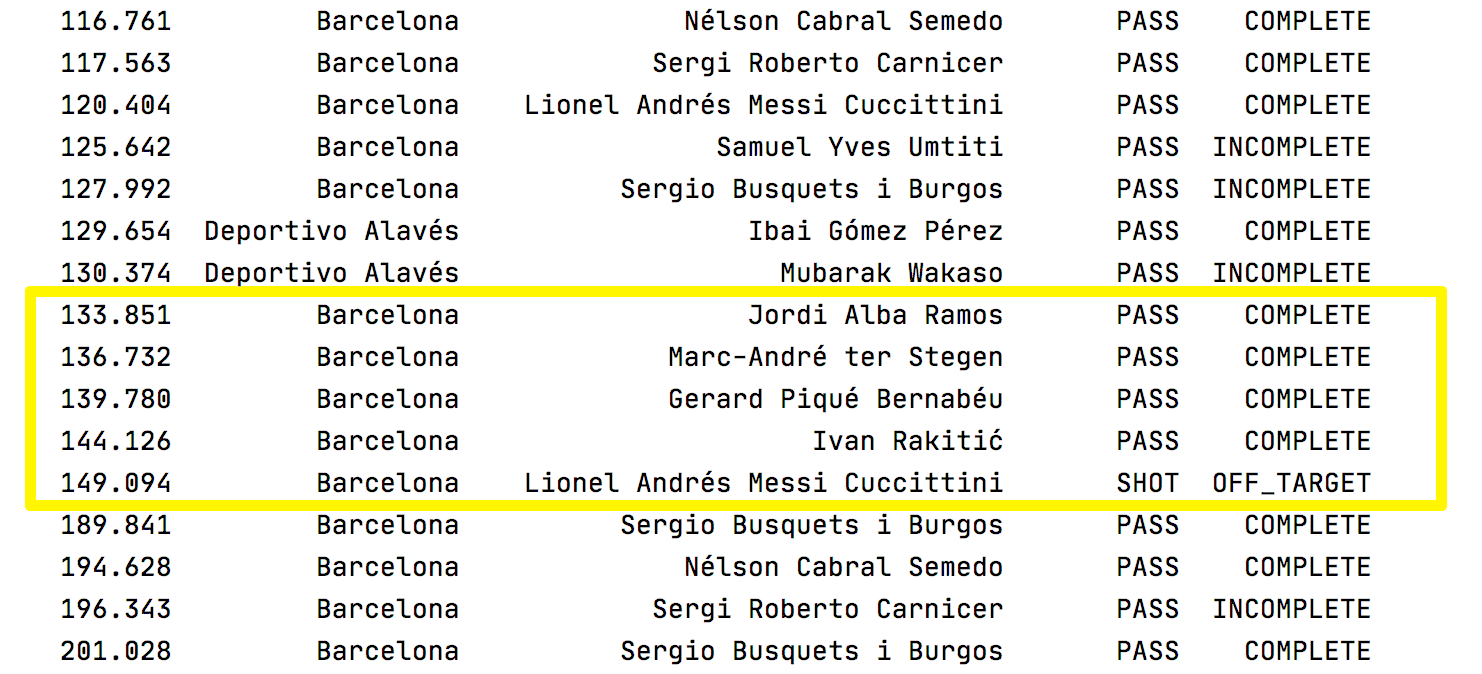 116.761 Barcelona Nélson Cabral Semedo PASS COMPLETE
117.563 Barcelona Sergi Roberto Carnicer PASS COMPLETE
120.404 Barcelona Lionel Andrés Messi Cuccittini PASS COMPLETE
125.642 Barcelona Samuel Yves Umtiti PASS INCOMPLETE
127.992 Barcelona Sergio Busquets i Burgos PASS INCOMPLETE
129.654 Deportivo Alavés Ibai Gómez Pérez PASS COMPLETE
130.374 Deportivo Alavés Mubarak Wakaso PASS INCOMPLETE
133.851 Barcelona Jordi Alba Ramos PASS COMPLETE
136.732 Barcelona Marc-André ter Stegen PASS COMPLETE
139.780 Barcelona Gerard Piqué Bernabéu PASS COMPLETE
144.126 Barcelona Ivan Rakitić PASS COMPLETE
149.094 Barcelona Lionel Andrés Messi Cuccittini SHOT OFF_TARGET
189.841 Barcelona Sergio Busquets i Burgos PASS COMPLETE
194.628 Barcelona Nélson Cabral Semedo PASS COMPLETE
196.343 Barcelona Sergi Roberto Carnicer PASS INCOMPLETE
201.028 Barcelona Sergio Busquets i Burgos PASS COMPLETE